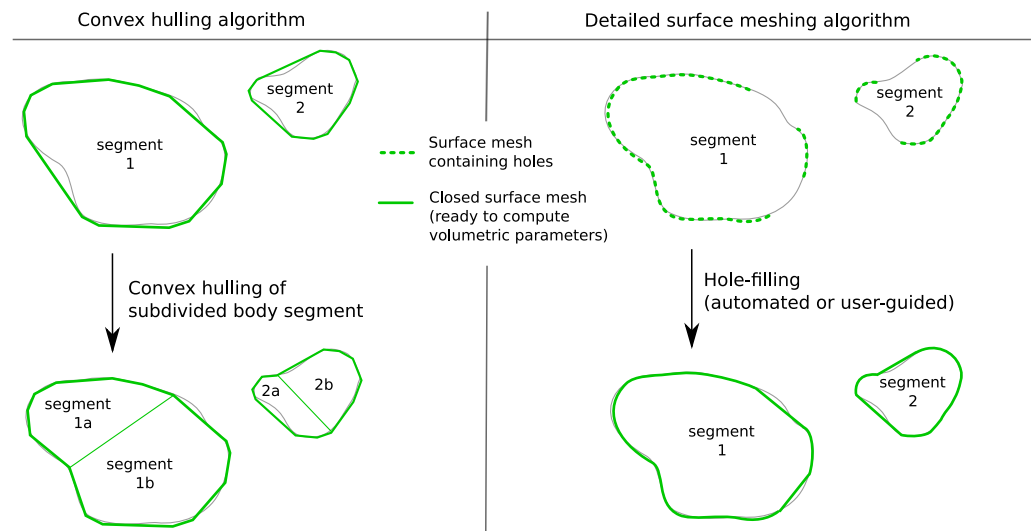 Convex hulling algorithm
Detailed surface meshing algorithm
segment
1
segment
2
Surface mesh
containing holes
Closed surface mesh
(ready to compute
volumetric parameters)
segment
1
segment
2
Convex hulling of
subdivided body segment
Hole-filling
(automated or user-guided)
segment
1a
segment
1b
2a
2b
segment
1
segment
2